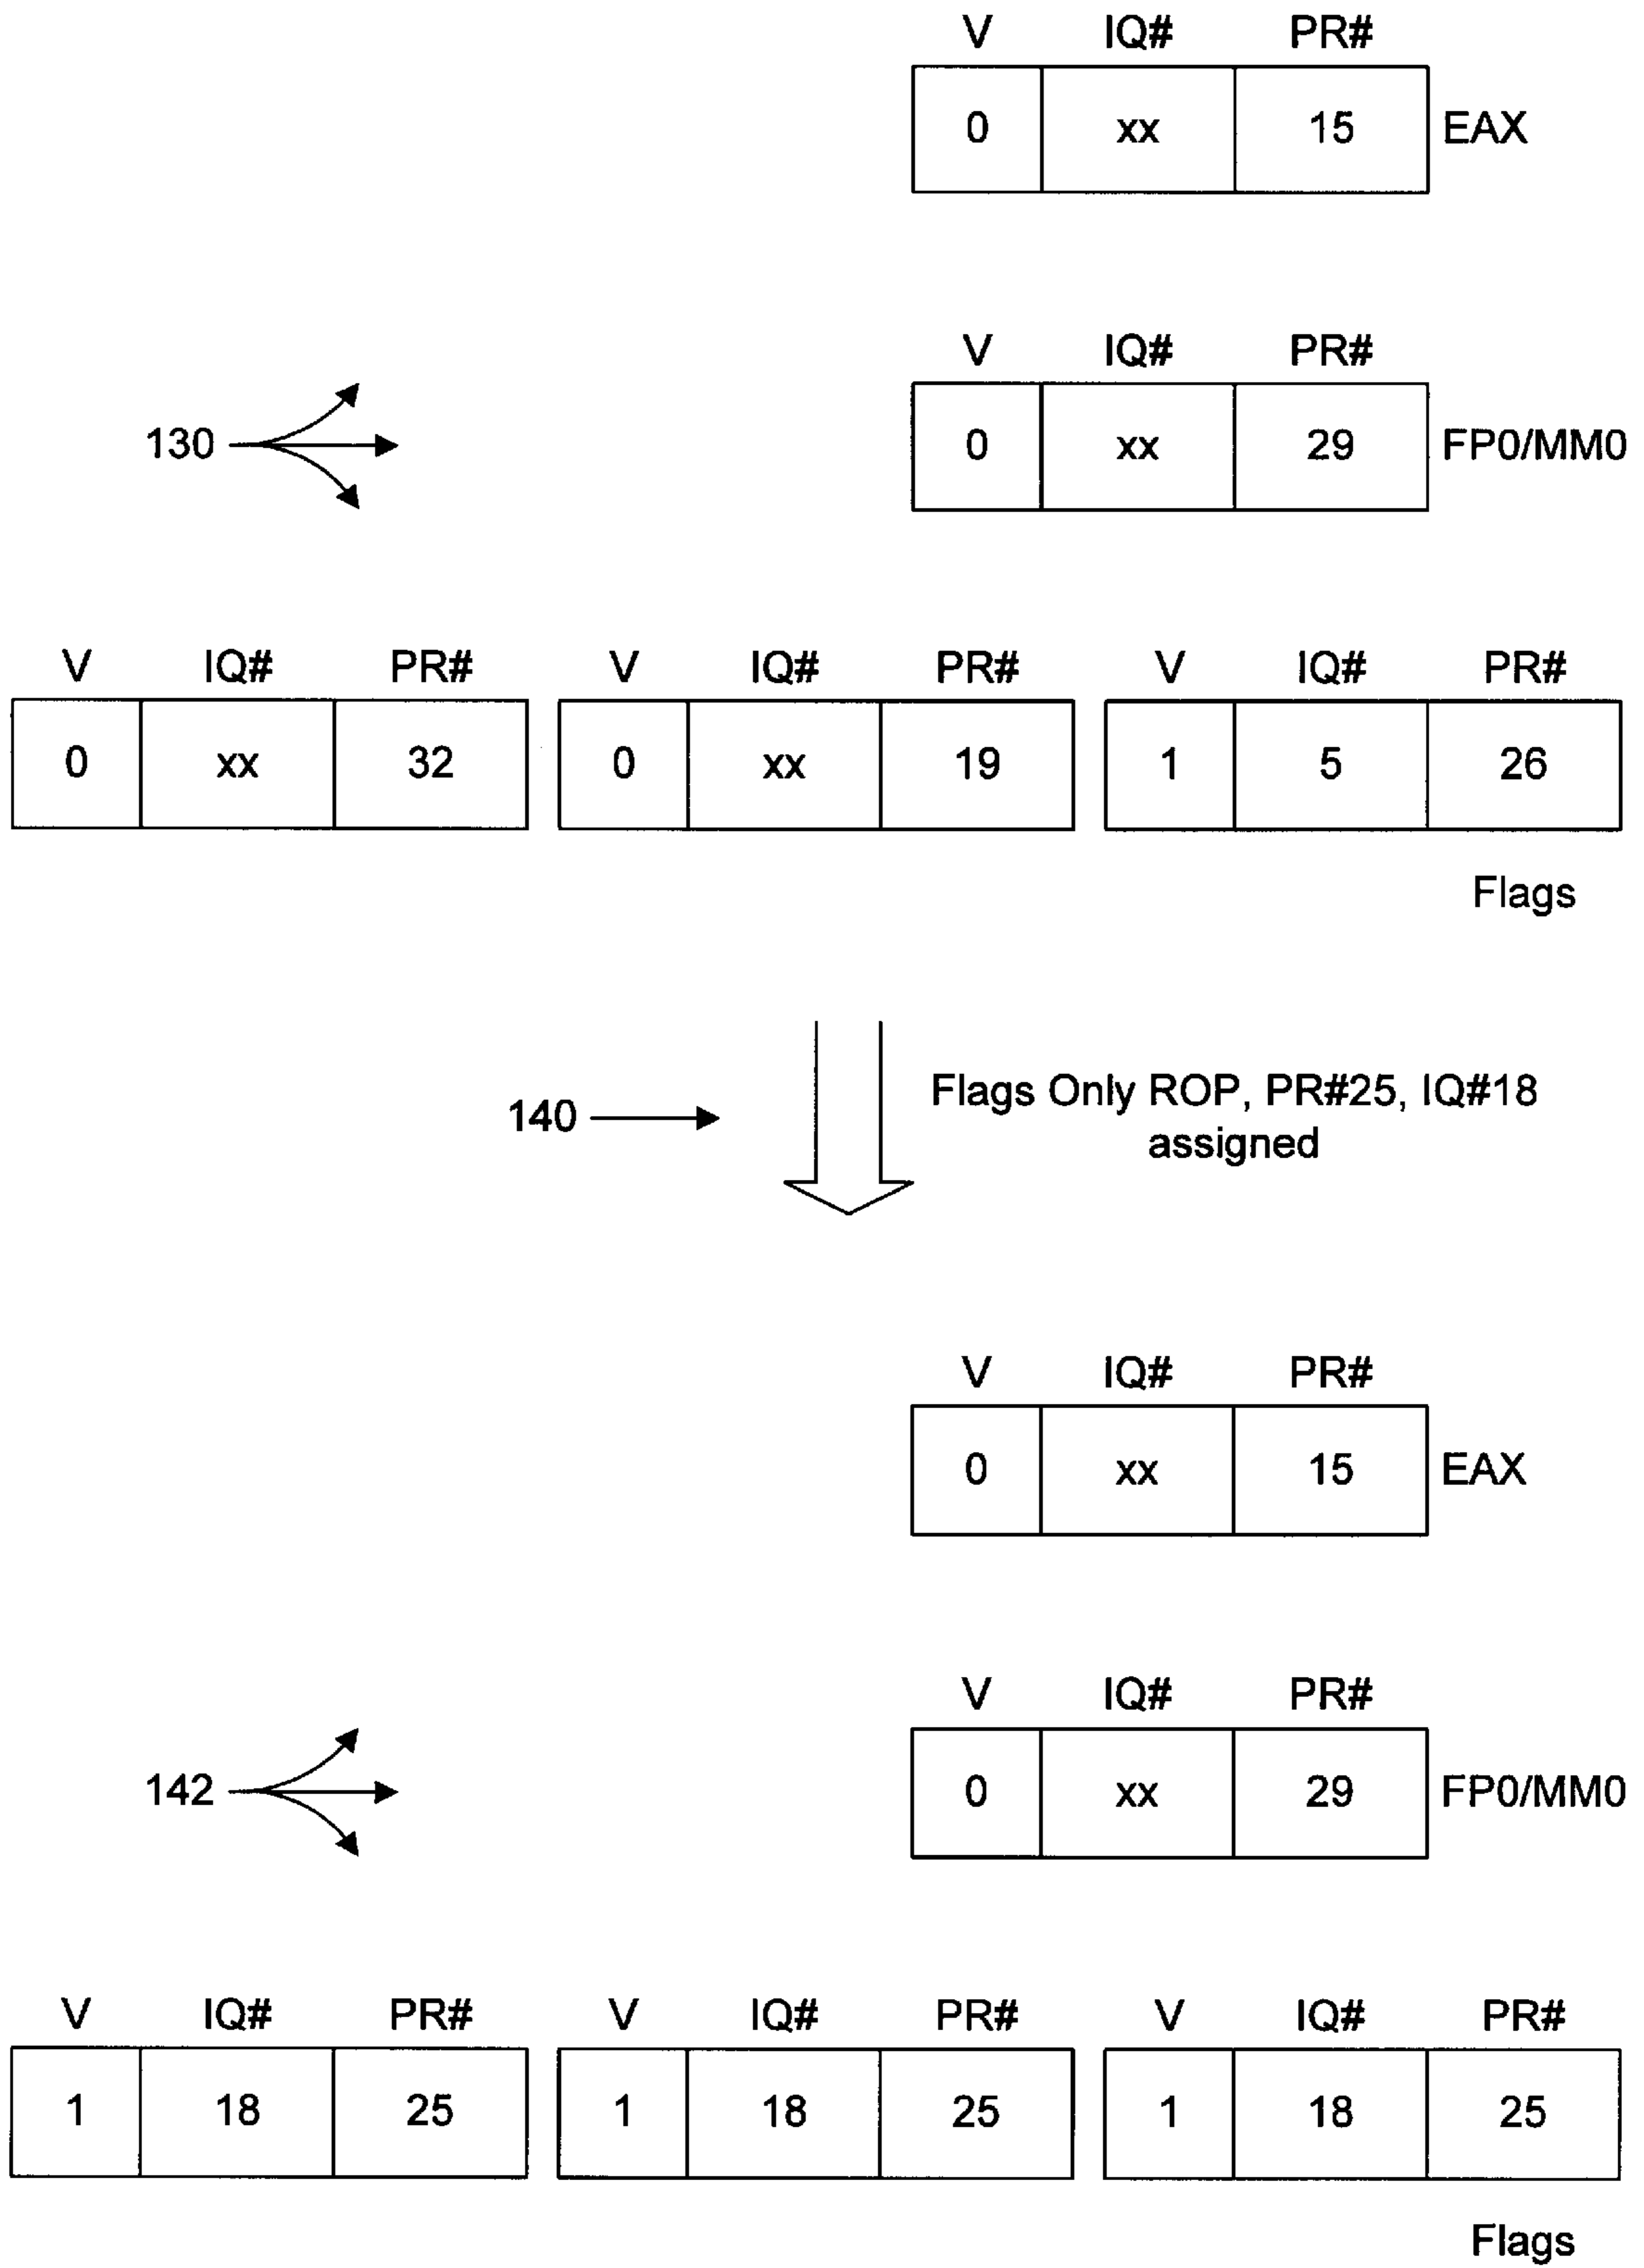 V IQ# PR#
0 xx 15 EAX
V IQ# PR#
130 0 xx 29 FP0/MM0
V IQ# PR# V IQ# PR# V IQ# PR#
0 xx 32 0 xx 19 1 5 26
Flags
140 Flags Only ROP, PR#25, IQ#18
assigned
V IQ# PR#
0 xx 15 EAX
V IQ# PR#
142 0 xx 29 FP0/MM0
V IQ# PR# V IQ# PR# V IQ# PR#
1 18 25 1 18 25 1 18 25
Flags